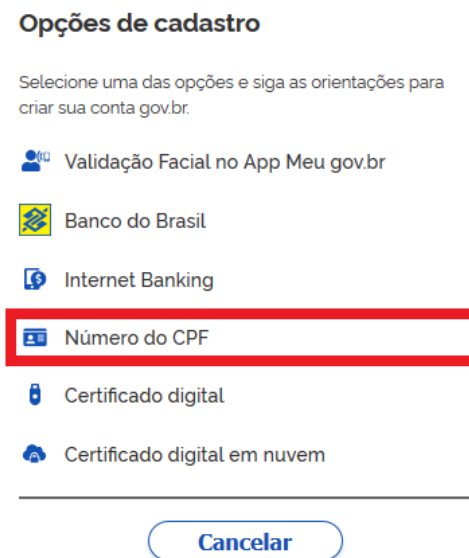 Opções de cadastro
Selecione uma das opções e siga as orientações para
criar sua conta gov.br.
Validação Facial no App Meu gov.br
Banco do Brasil
Internet Banking
Número do CPF
Certificado digital
Certificado digital em nuvem
Cancelar